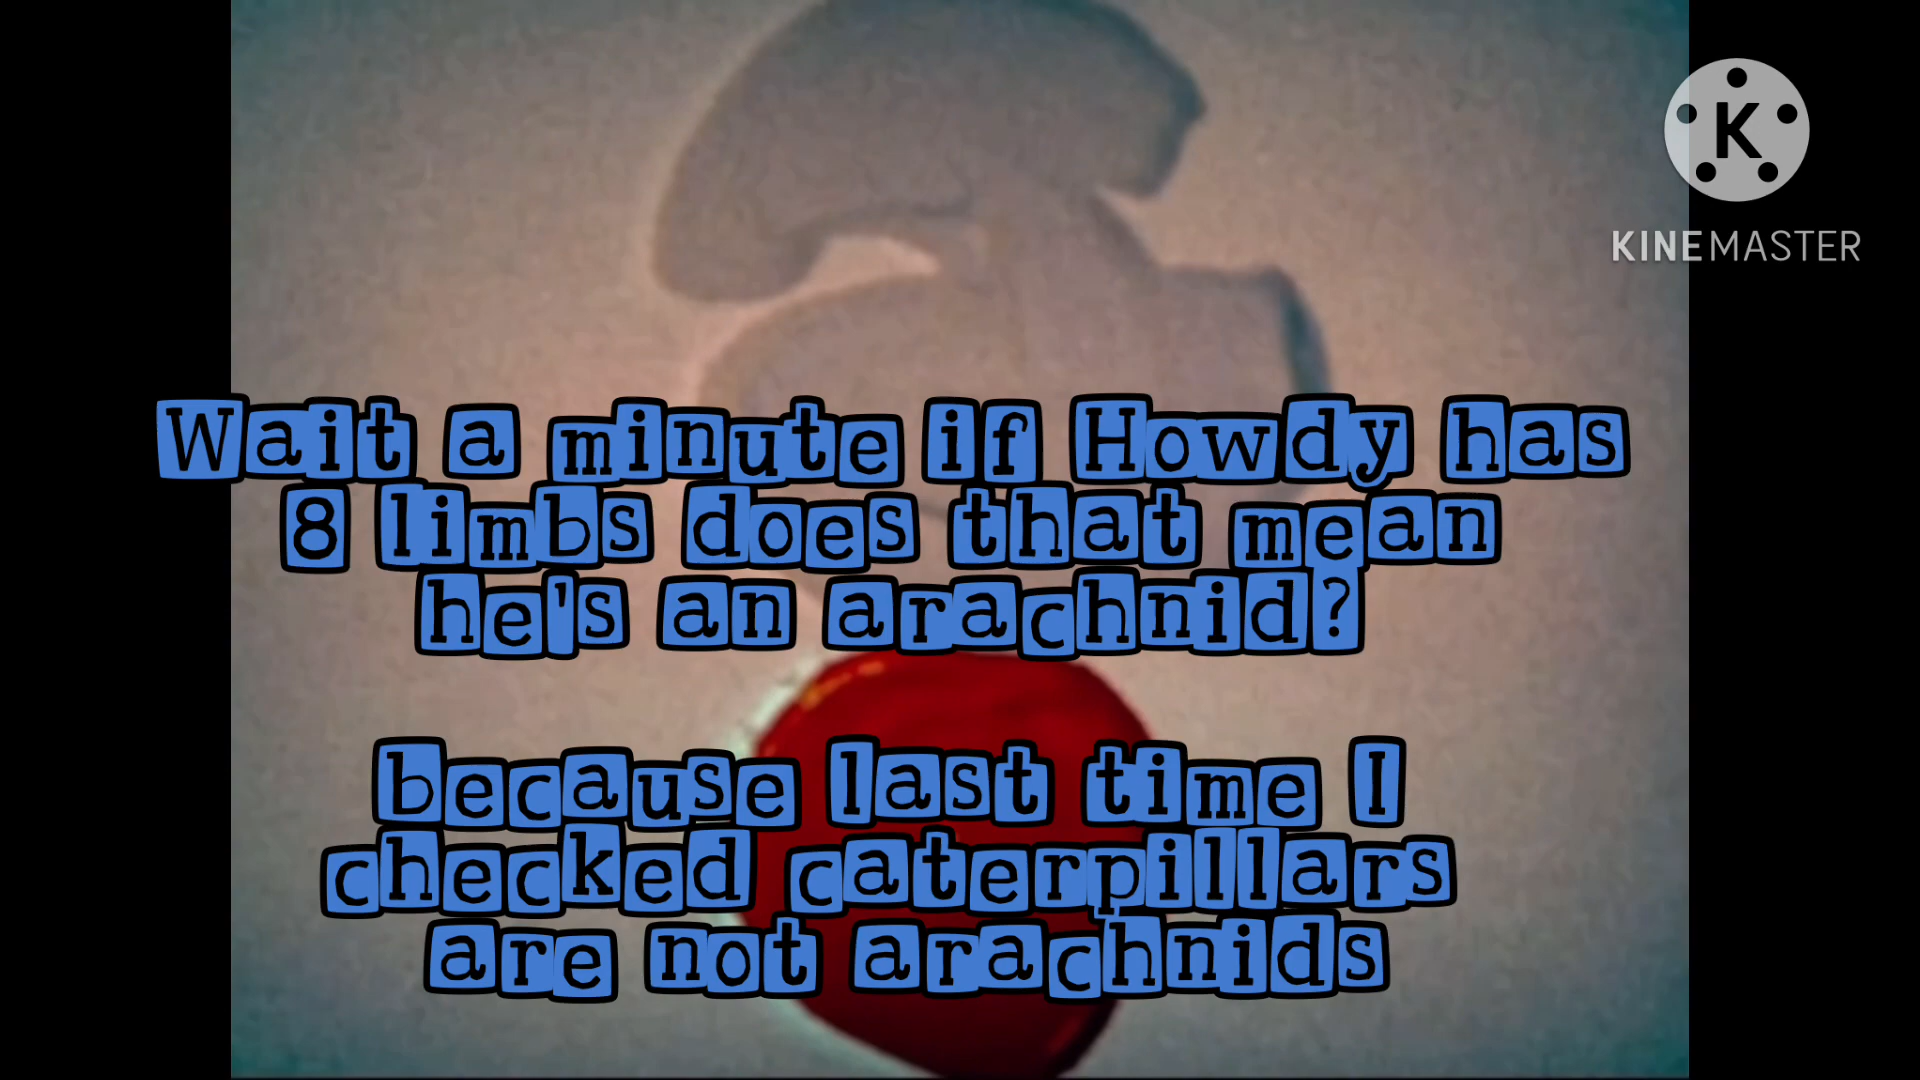 K
KINEMASTER
Wait a minute if Howdy has
8 limbs does that mean
he's an arachnid?
because last time I
checked caterpillars
are not arachnids